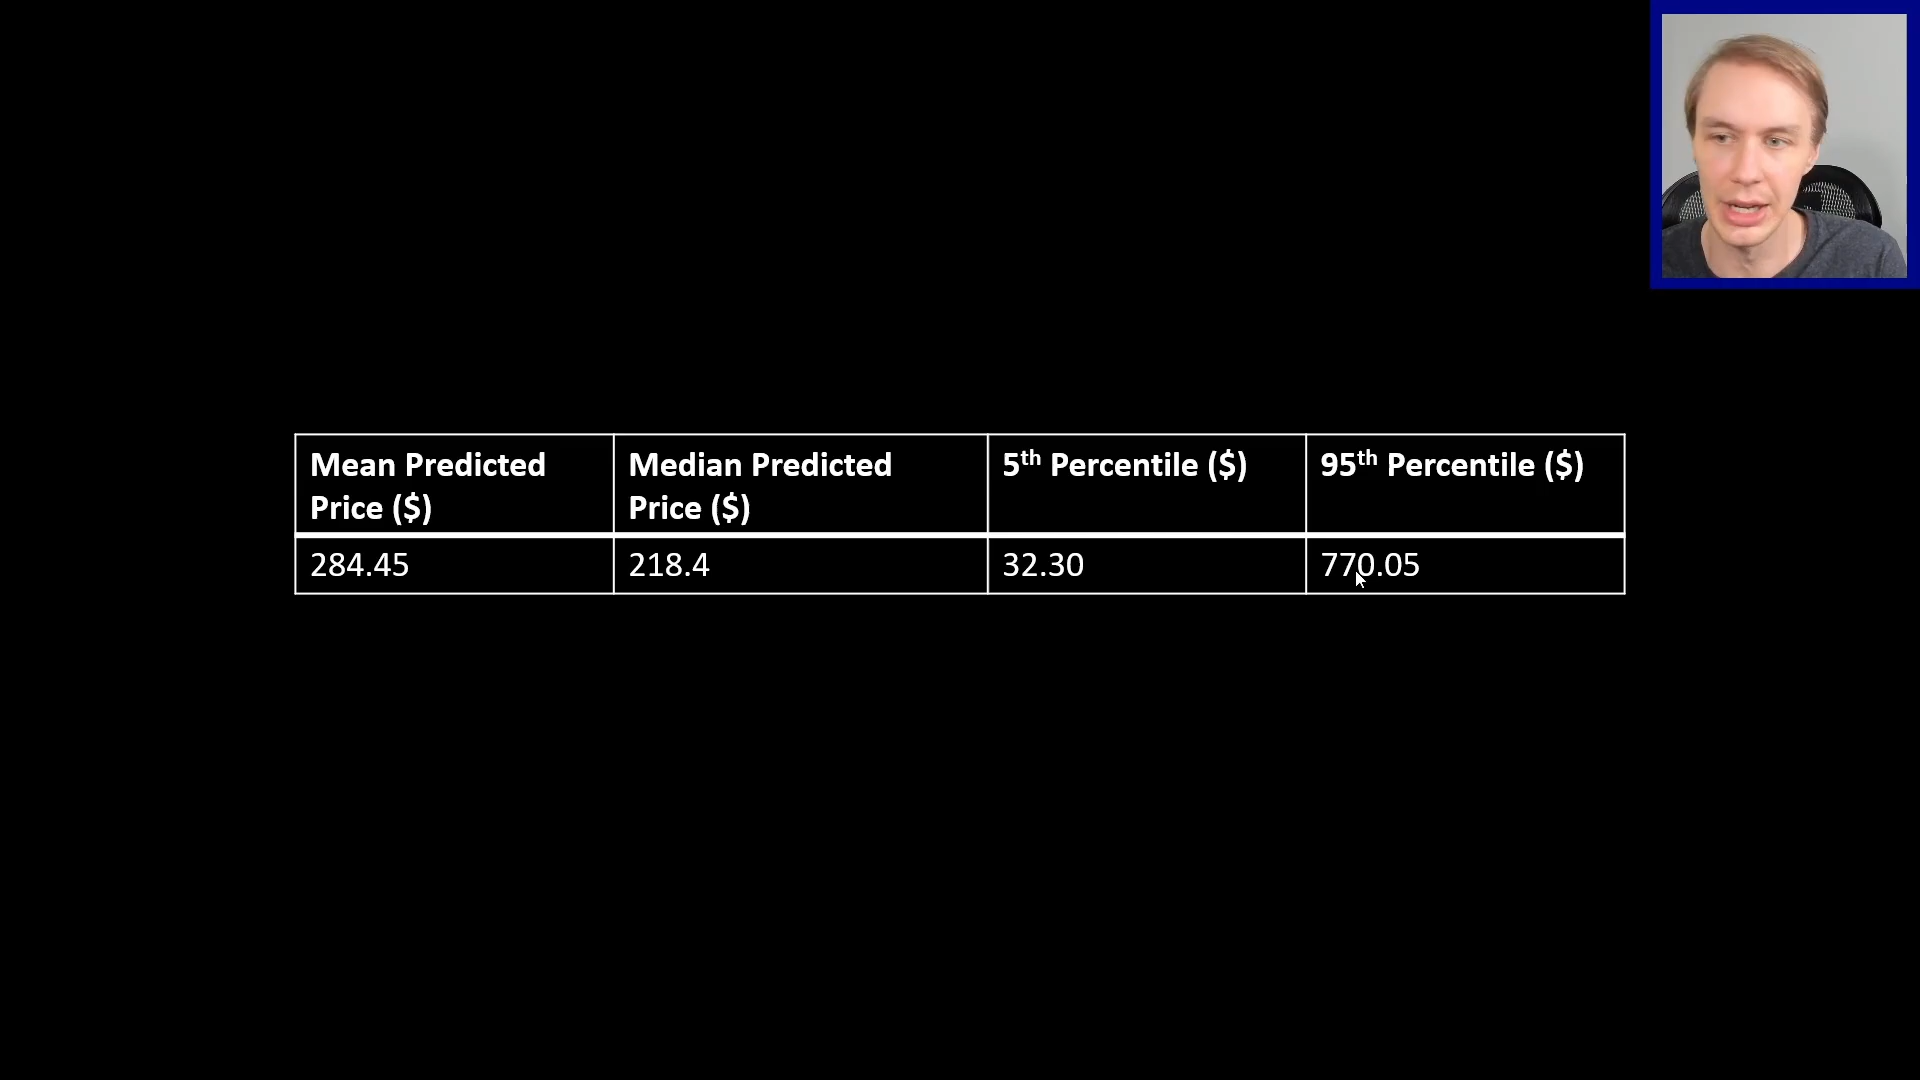 Mean Predicted Price ($)
Median Predicted Price ($)
5th Percentile ($)
95th Percentile ($)
284.45
218.4
32.30
770.05